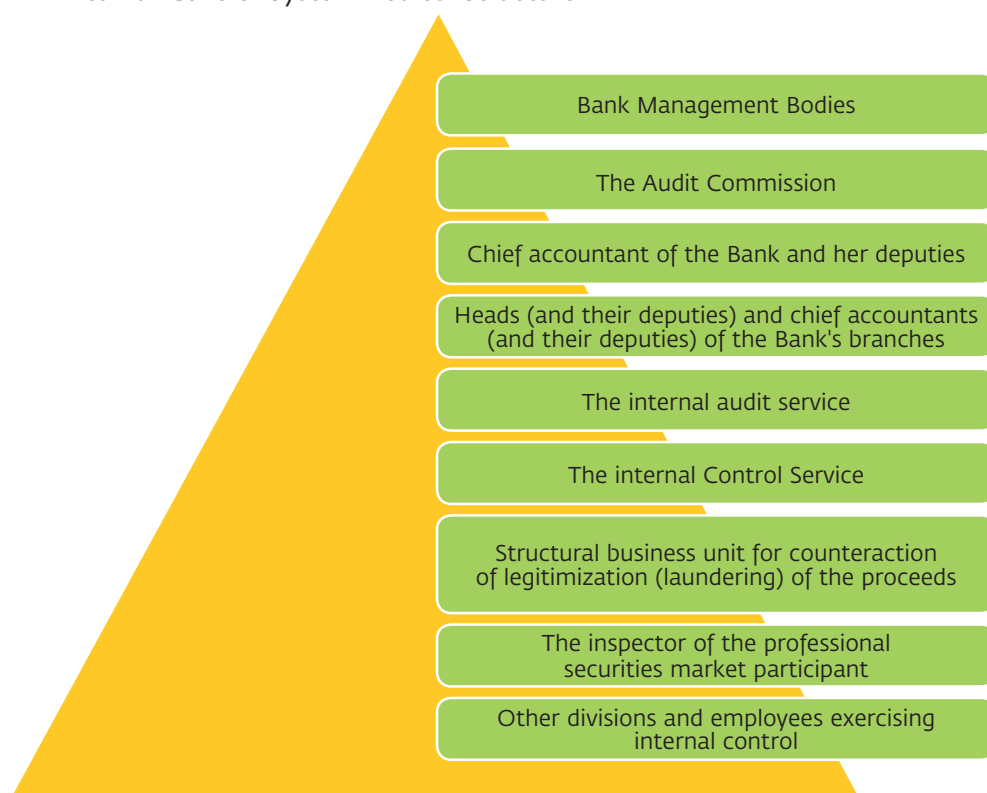 Bank Management Bodies
The Audit Commission
Chief accountant of the Bank and her deputies
Heads (and their deputies) and chief accountants
(and their deputies) of the Bank's branches
The internal audit service
The internal Control Service
Structural business unit for counteraction
of legitimization (laundering) of the proceeds
The inspector of the professional
securities market participant
Other divisions and employees exercising
internal control